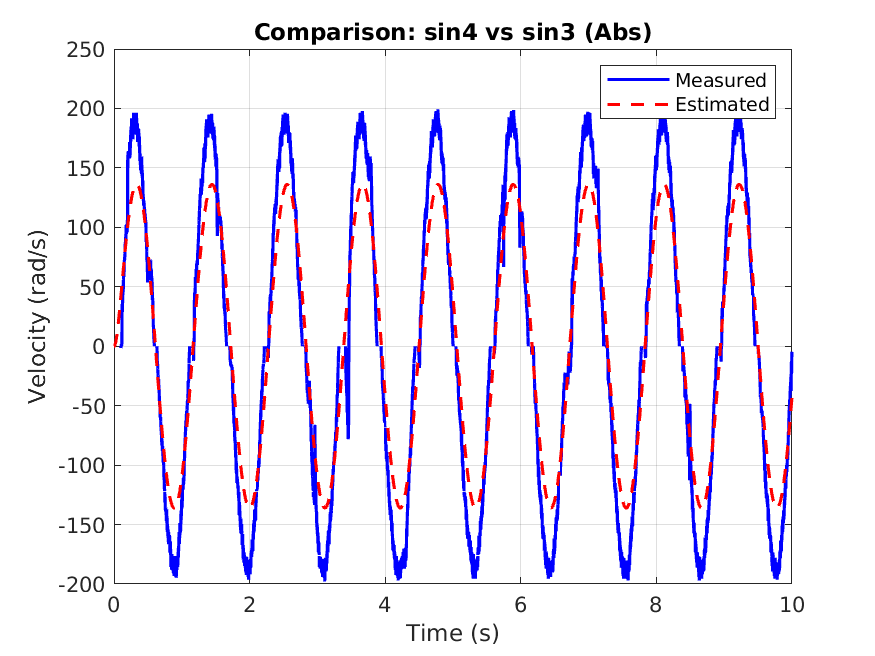 Comparison: sin4 vs sin3 (Abs)
Measured
Estimated
Velocity (rad/s)
250
200
150
100
50
0
-50
-100
-150
-200
0 2 4 6 8 10
Time (s)